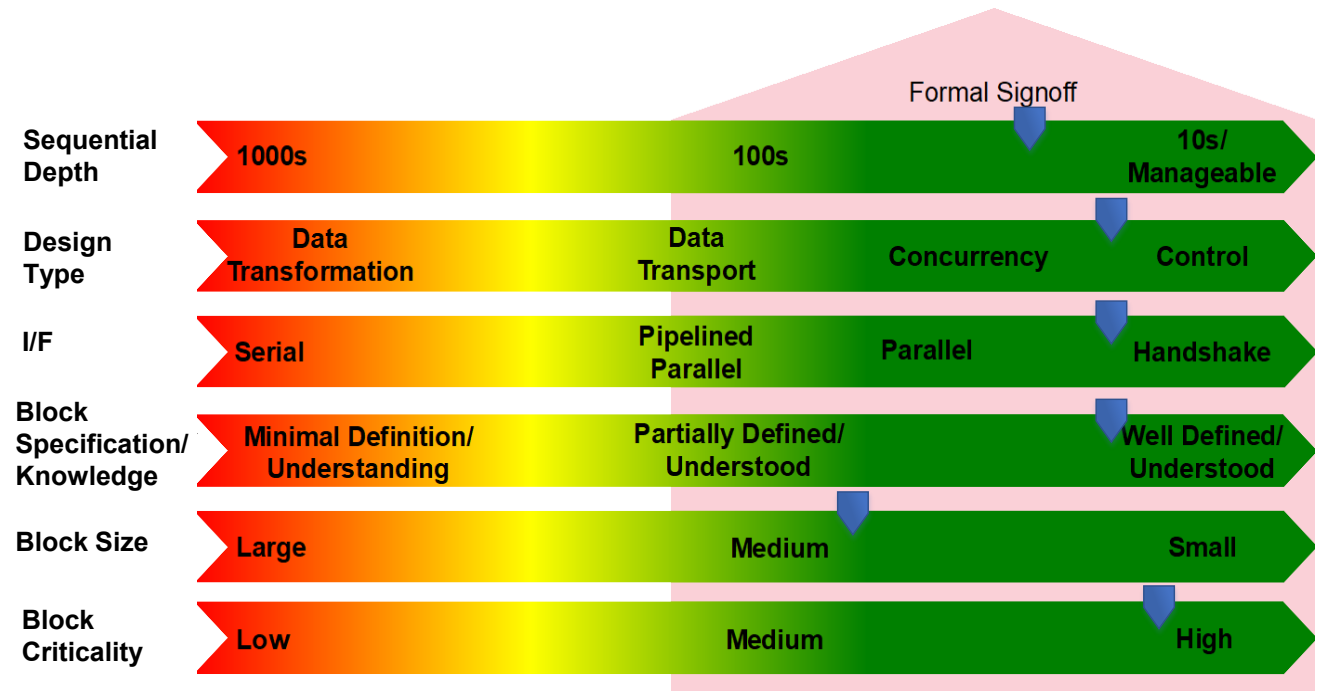 Formal Signoff
Sequential
Depth
1000s
100s
10s/
Manageable
Design
Type
Data
Transformation
Data
Transport
Concurrency
Control
I/F
Serial
Pipelined
Parallel
Parallel
Handshake
Block
Specification/
Knowledge
Minimal Definition/
Understanding
Partially Defined/
Understood
Well Defined/
Understood
Block Size
Large
Medium
Small
Block
Criticality
Low
Medium
High